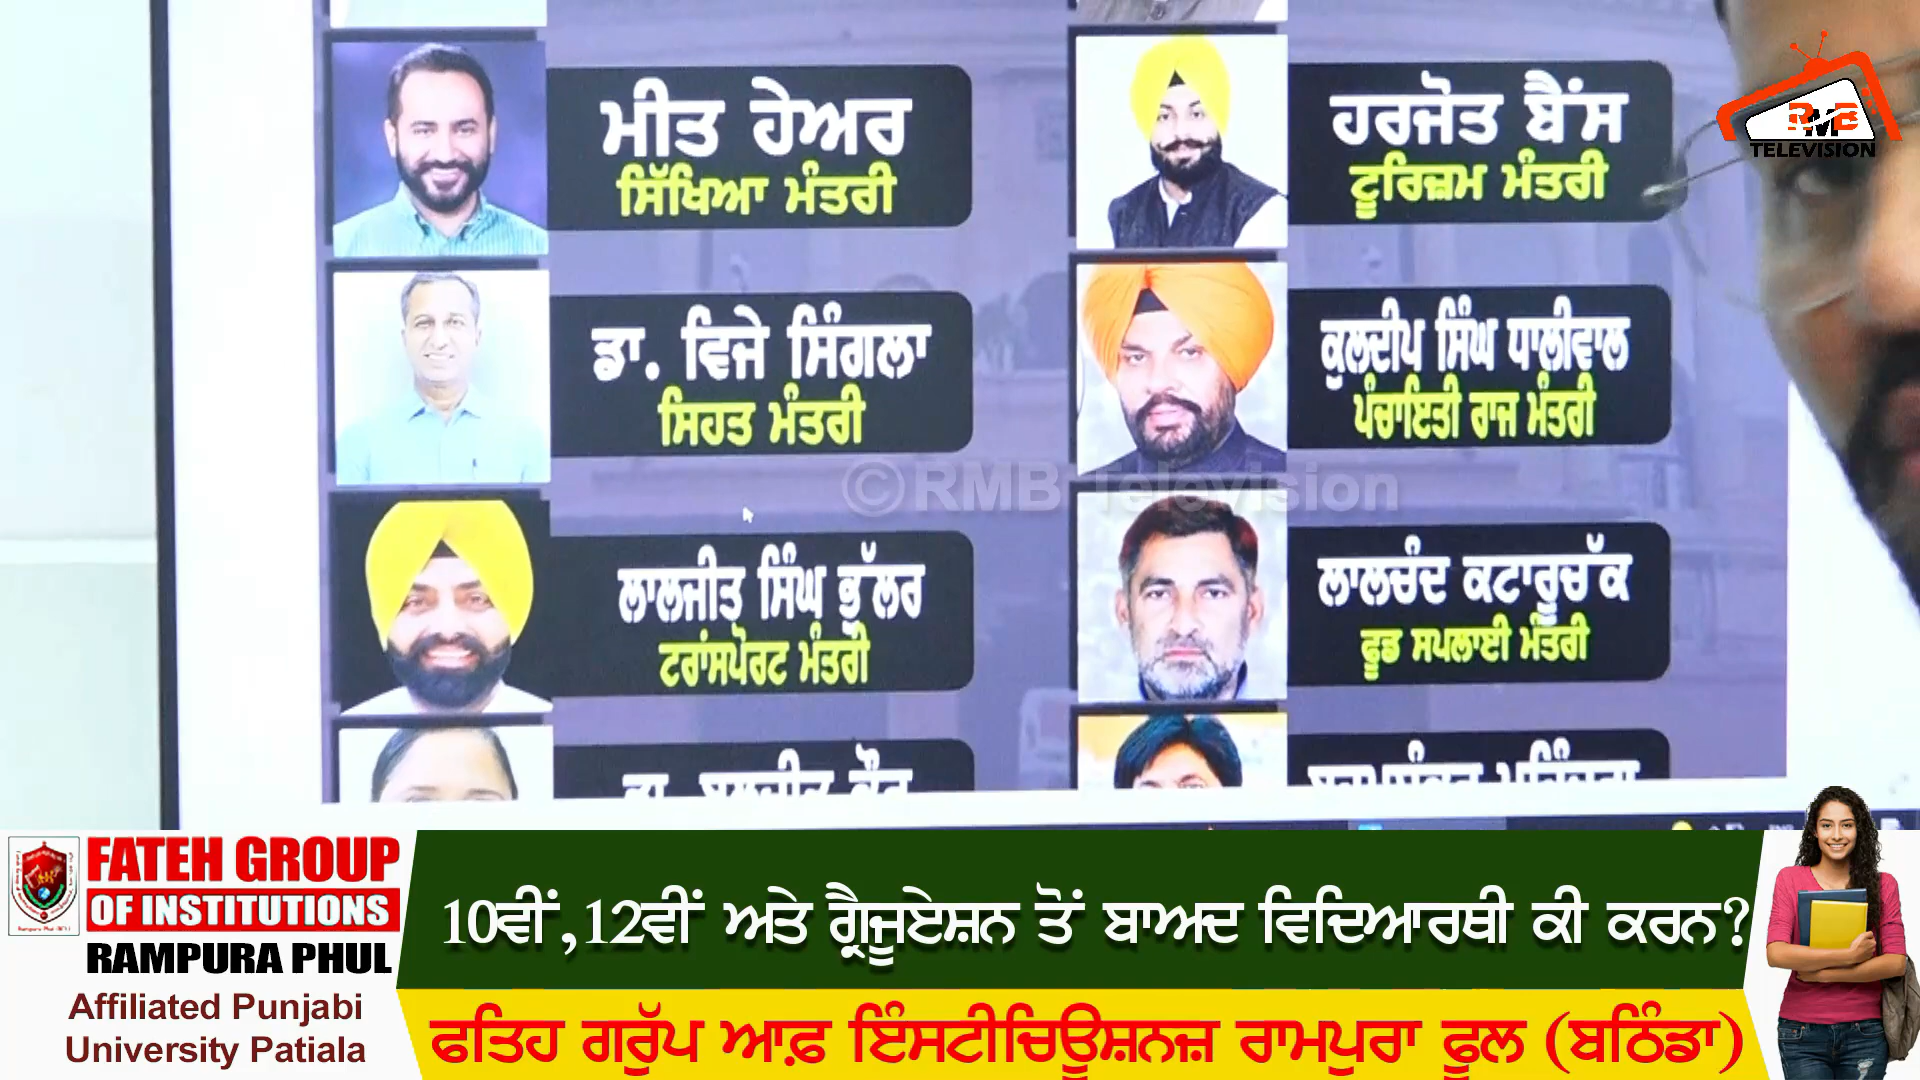 ਮੀਤ ਹੇਅਰ
ਸਿੱਖਿਆ ਮੰਤਰੀ
ਹਰਜੋਤ ਬੈਂਸ
ਟੂਰਿਜ਼ਮ ਮੰਤਰੀ
RMB
TELEVISION
ਡਾ. ਵਿਜੇ ਸਿੰਗਲਾ
ਸਿਹਤ ਮੰਤਰੀ
ਕੁਲਦੀਪ ਸਿੰਘ ਧਾਲੀਵਾਲ
ਪੰਚਾਇਤੀ ਰਾਜ ਮੰਤਰੀ
©RMB Television
ਲਾਲਜੀਤ ਸਿੰਘ ਭੁੱਲਰ
ਟਰਾਂਸਪੋਰਟ ਮੰਤਰੀ
ਲਾਲਚੰਦ ਕਟਾਰੂਚੱਕ
ਫੂਡ ਸਪਲਾਈ ਮੰਤਰੀ
FATEH GROUP
OF INSTITUTIONS
RAMPURA PHUL
Affiliated Punjabi
University Patiala
10ਵੀਂ,12ਵੀਂ ਅਤੇ ਗ੍ਰੈਜੂਏਸ਼ਨ ਤੋਂ ਬਾਅਦ ਵਿਦਿਆਰਥੀ ਕੀ ਕਰਨ?
ਫਤਿਹ ਗਰੁੱਪ ਆਫ਼ ਇੰਸਟੀਚਿਊਸ਼ਨਜ਼ ਰਾਮਪੁਰਾ ਫੂਲ (ਬਠਿੰਡਾ)